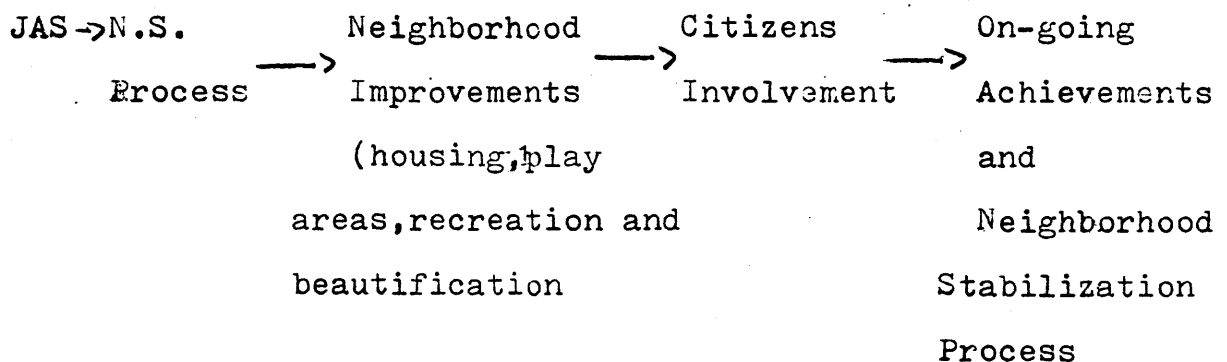 JAS → N.S. Neighborhood Citizens On-going
Process → Improvements → Involvement → Achievements
(housing, play and
areas,recreation and Neighborhood
beautification Stabilization
Process